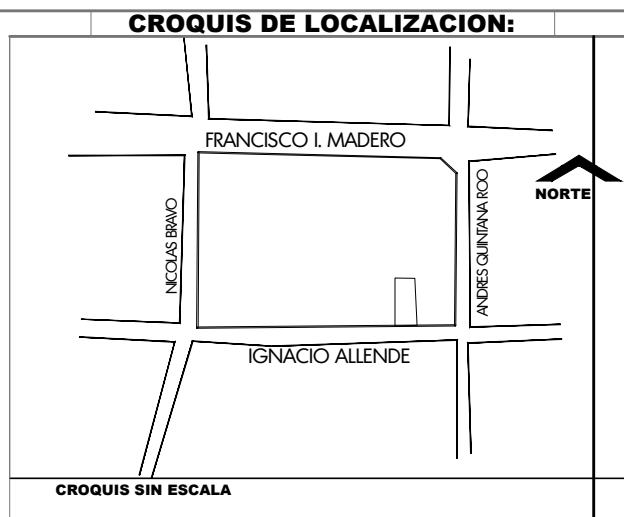 CROQUIS DE LOCALIZACION:
FRANCISCO I. MADERO
NORTE
NICOLAS BRAVO
ANDRES QUINTANA ROO
IGNACIO ALLENDE
CROQUIS SIN ESCALA